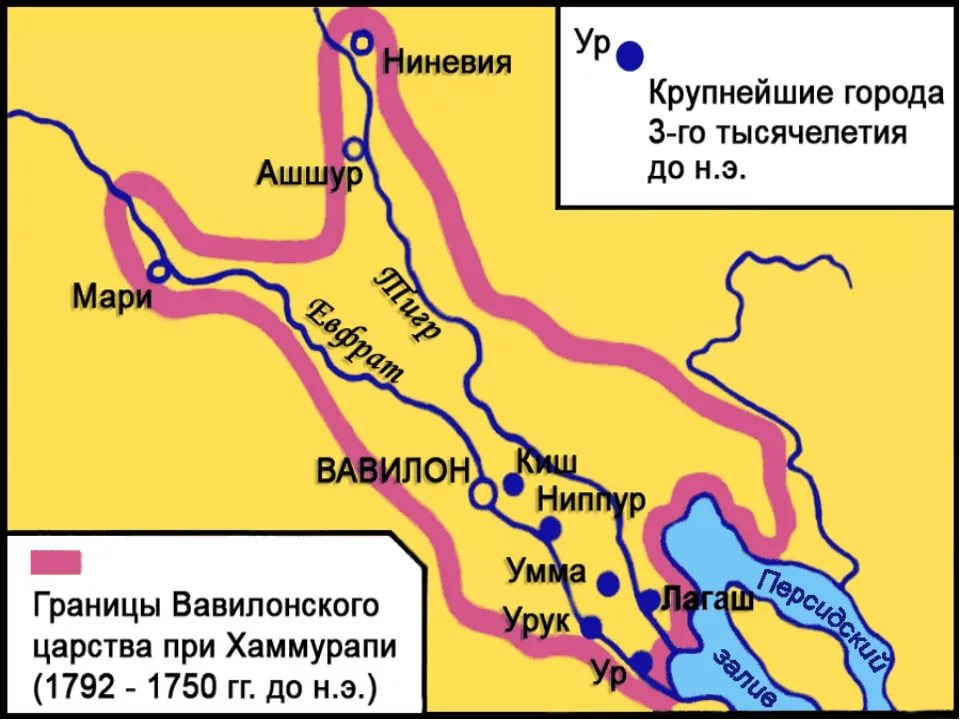 Ур
Крупнейшие города
3-го тысячелетия
до н.э.
Ниневия
Ашшур
Мари
Тигр
Евфрат
ВАВИЛОН
Киш
Ниппур
Умма
Лагаш
Урук
Ур
Персидский
залив
Границы Вавилонского
царства при Хаммурапи
(1792 - 1750 гг. до н.э.)